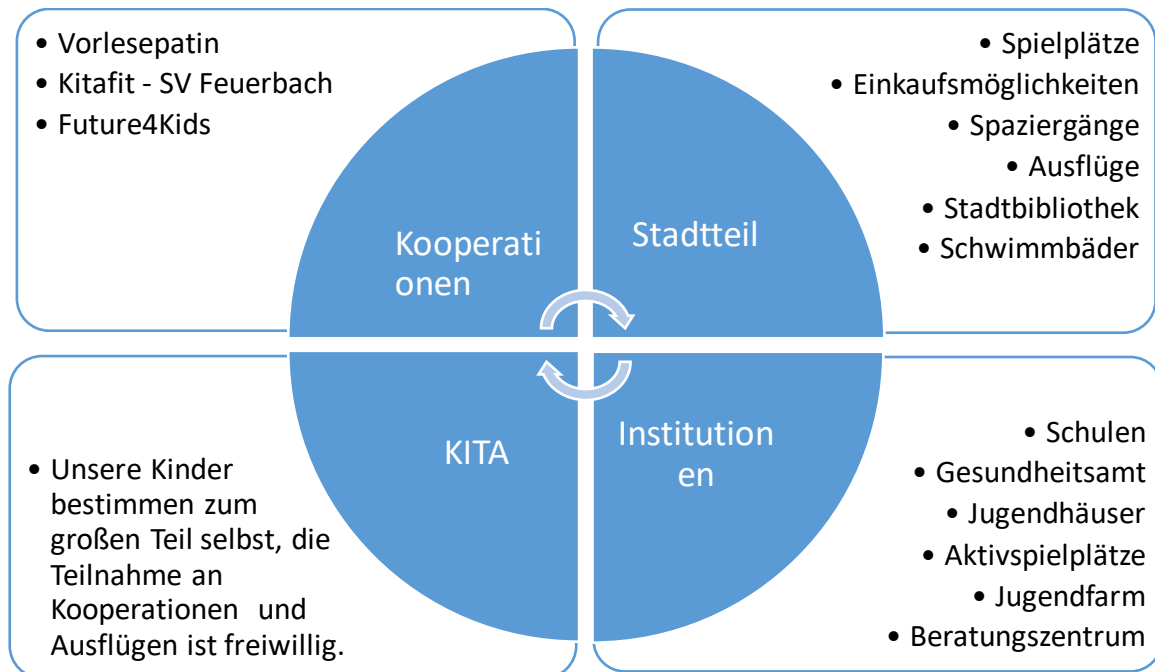 • Vorlesepatin
• Kitafit - SV Feuerbach
• Future4Kids
• Spielplätze
• Einkaufsmöglichkeiten
• Spaziergänge
• Ausflüge
• Stadtbibliothek
• Schwimmbäder
Kooperati
onen
Stadtteil
KITA
Institution
en
• Unsere Kinder
bestimmen zum
großen Teil selbst, die
Teilnahme an
Kooperationen und
Ausflügen ist freiwillig.
• Schulen
• Gesundheitsamt
• Jugendhäuser
• Aktivspielplätze
• Jugendfarm
• Beratungszentrum